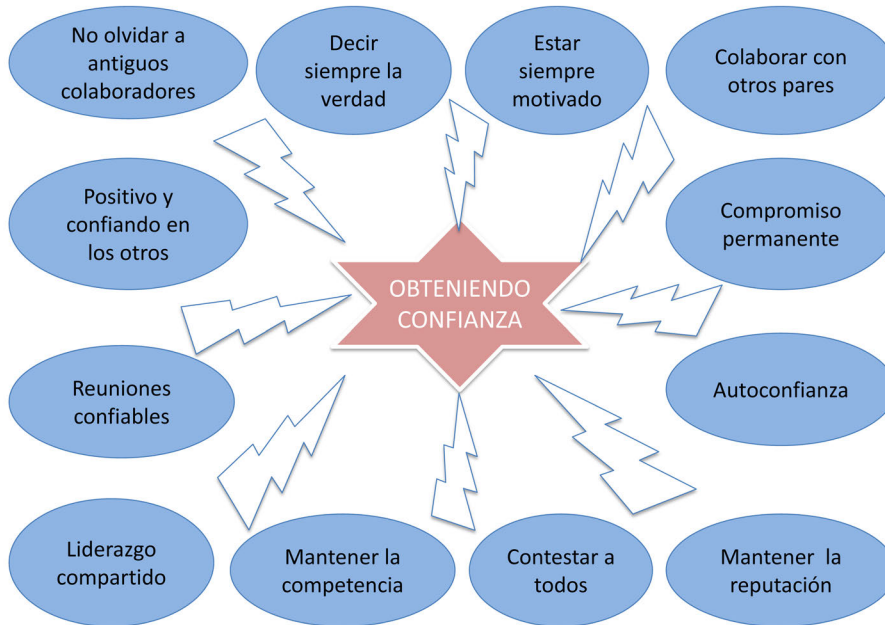 No olvidar a
antiguos
colaboradores
Decir
siempre la
verdad
Estar
siempre
motivado
Colaborar con
otros pares
Positivo y
confiando en
los otros
Compromiso
permanente
OBTENIENDO
CONFIANZA
Reuniones
confiables
Autoconfianza
Liderazgo
compartido
Mantener la
competencia
Contestar a
todos
Mantener la
reputación